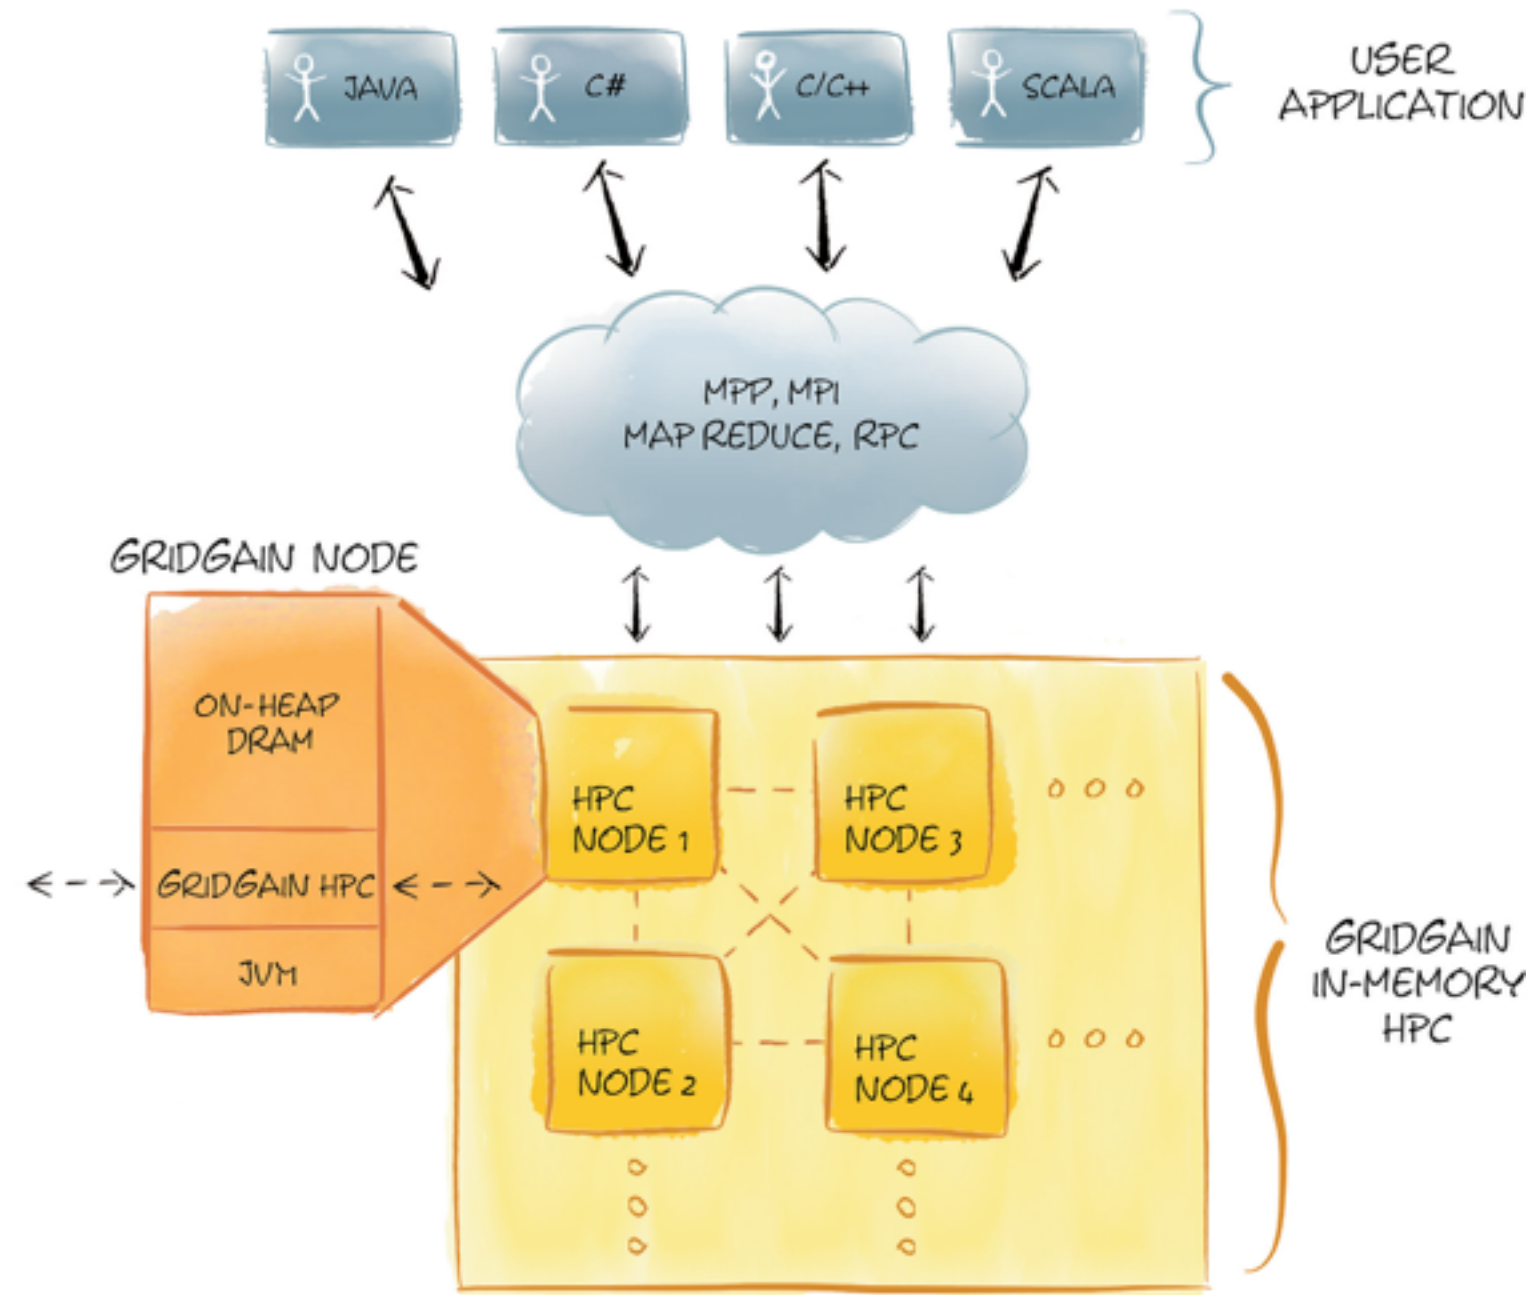 JAVA
C#
C/C++
SCALA
USER
APPLICATION
MPP, MPI
MAP REDUCE, RPC
GRIDGAIN NODE
ON-HEAP
DRAM
GRIDGAIN HPC
JVM
HPC
NODE 1
HPC
NODE 3
HPC
NODE 2
HPC
NODE 4
GRIDGAIN
IN-MEMORY
HPC